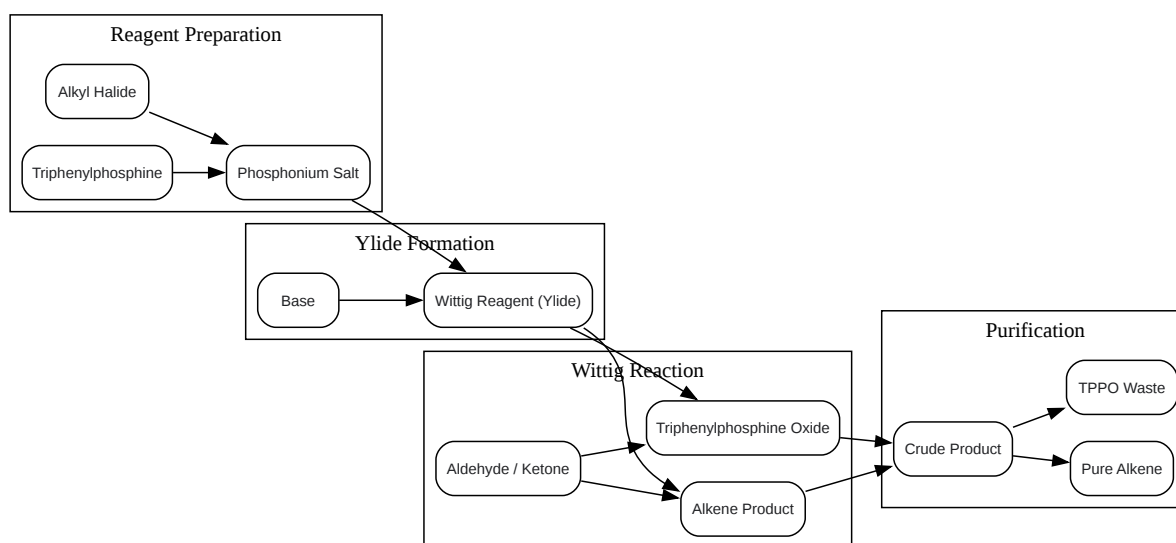 Reagent Preparation
Alkyl Halide
Triphenylphosphine
Phosphonium Salt
Ylide Formation
Base
Wittig Reagent (Ylide)
Wittig Reaction
Triphenylphosphine Oxide
Aldehyde / Ketone
Alkene Product
Purification
TPPO Waste
Crude Product
Pure Alkene